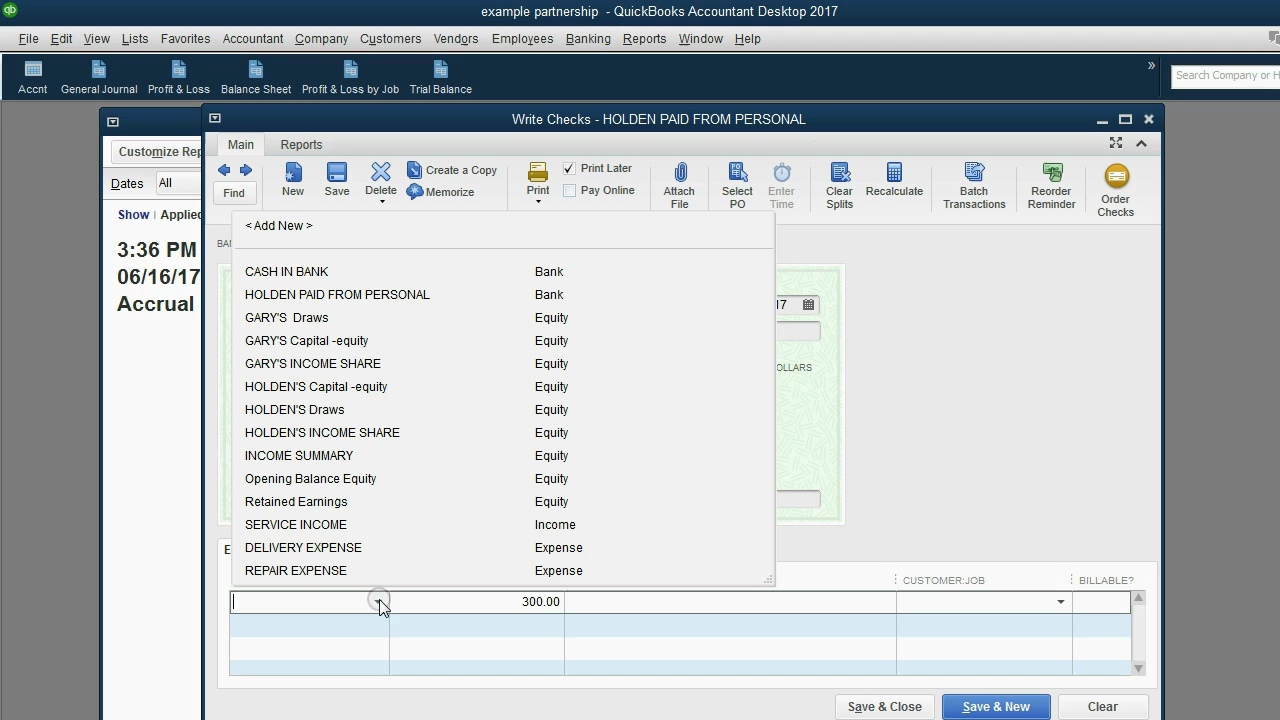 example partnership - QuickBooks Accountant Desktop 2017
File Edit View Lists Favorites Accountant Company Customers Vendors Employees Banking Reports Window Help
Accnt General Journal Profit & Loss Balance Sheet Profit & Loss by Job Trial Balance
»
Search Company or H
Write Checks - HOLDEN PAID FROM PERSONAL
Main Reports
Customize Rep
Dates All
Show Applied
3:36 PM
06/16/17
Accrual
Find
New
Save
Delete
Create a Copy
Memorize
Print
Print Later
Pay Online
Attach
File
Select
PO
Enter
Time
Clear
Splits
Recalculate
Batch
Transactions
Reorder
Reminder
Order
Checks
BA
< Add New >
CASH IN BANK Bank
HOLDEN PAID FROM PERSONAL Bank
GARY'S Draws Equity
GARY'S Capital -equity Equity
GARY'S INCOME SHARE Equity
HOLDEN'S Capital -equity Equity
HOLDEN'S Draws Equity
HOLDEN'S INCOME SHARE Equity
INCOME SUMMARY Equity
Opening Balance Equity Equity
Retained Earnings Equity
SERVICE INCOME Income
DELIVERY EXPENSE Expense
REPAIR EXPENSE Expense
17
OLLARS
E
CUSTOMER:JOB BILLABLE?
300.00
Save & Close Save & New Clear